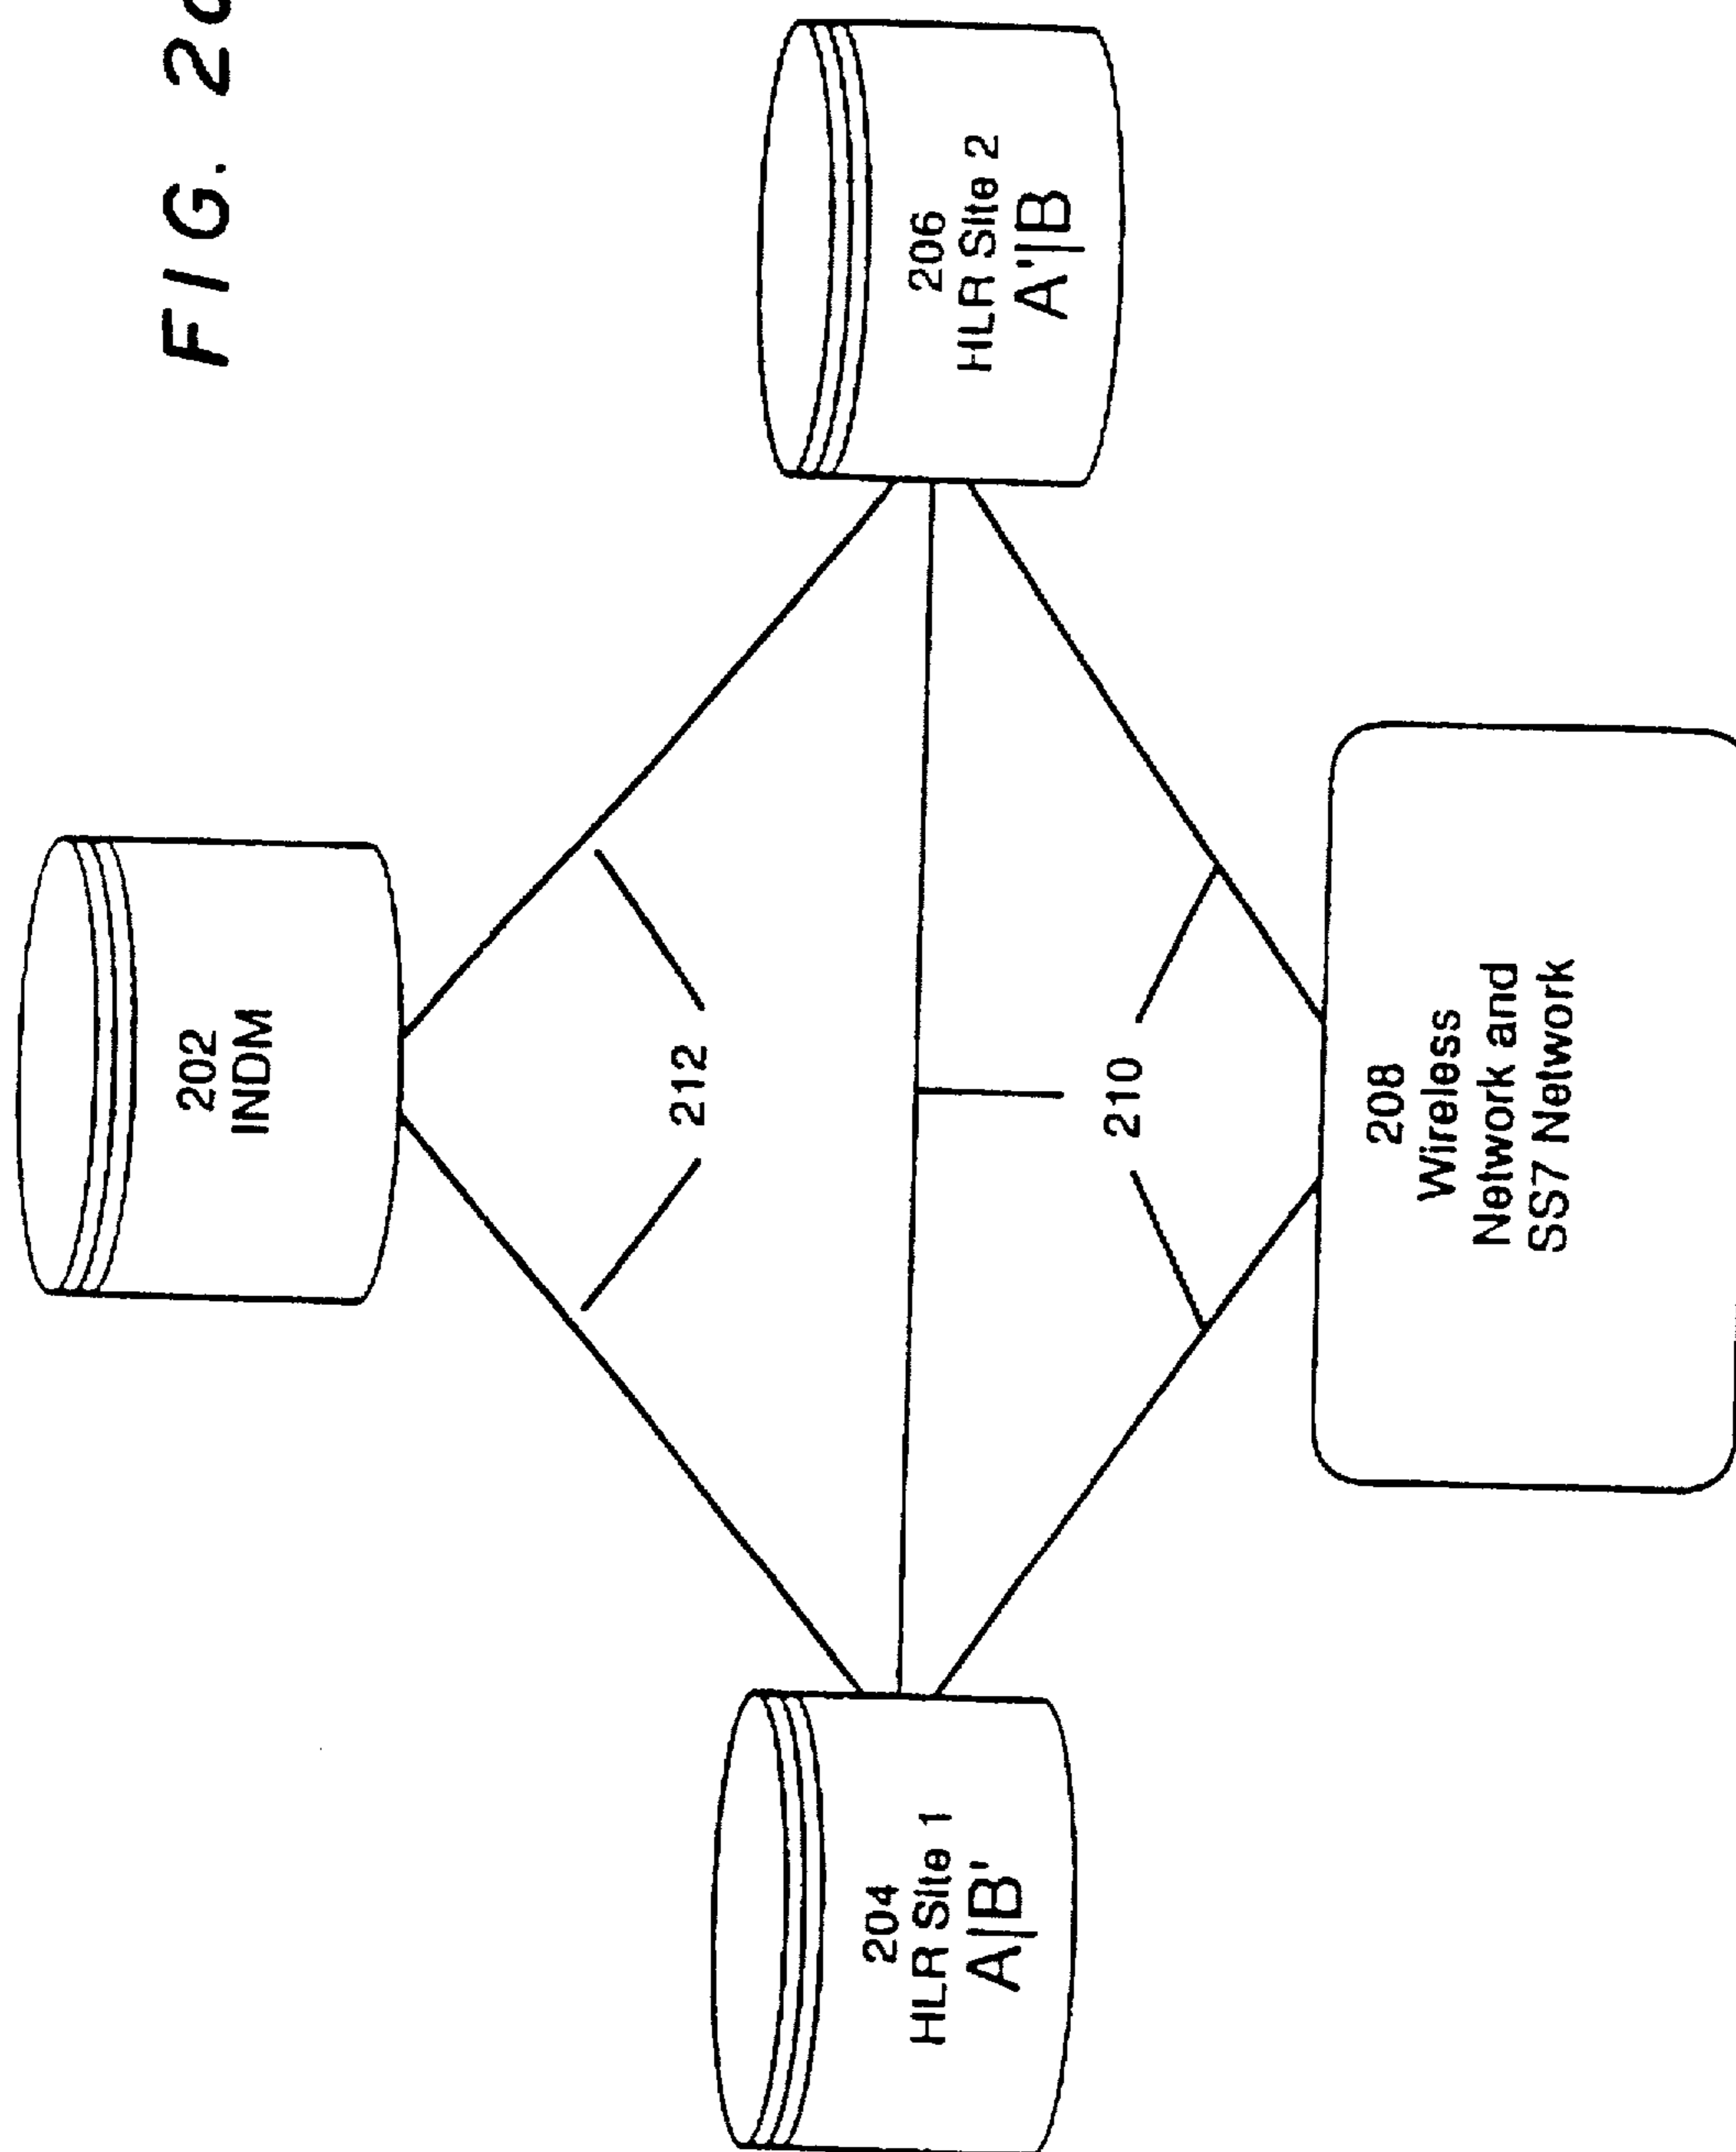 FIG.
202
INDM
212
204
HLR Site 1
A|B'
206
HLR Site 2
A'|B
210
208
Wireless
Network and
SS7 Network